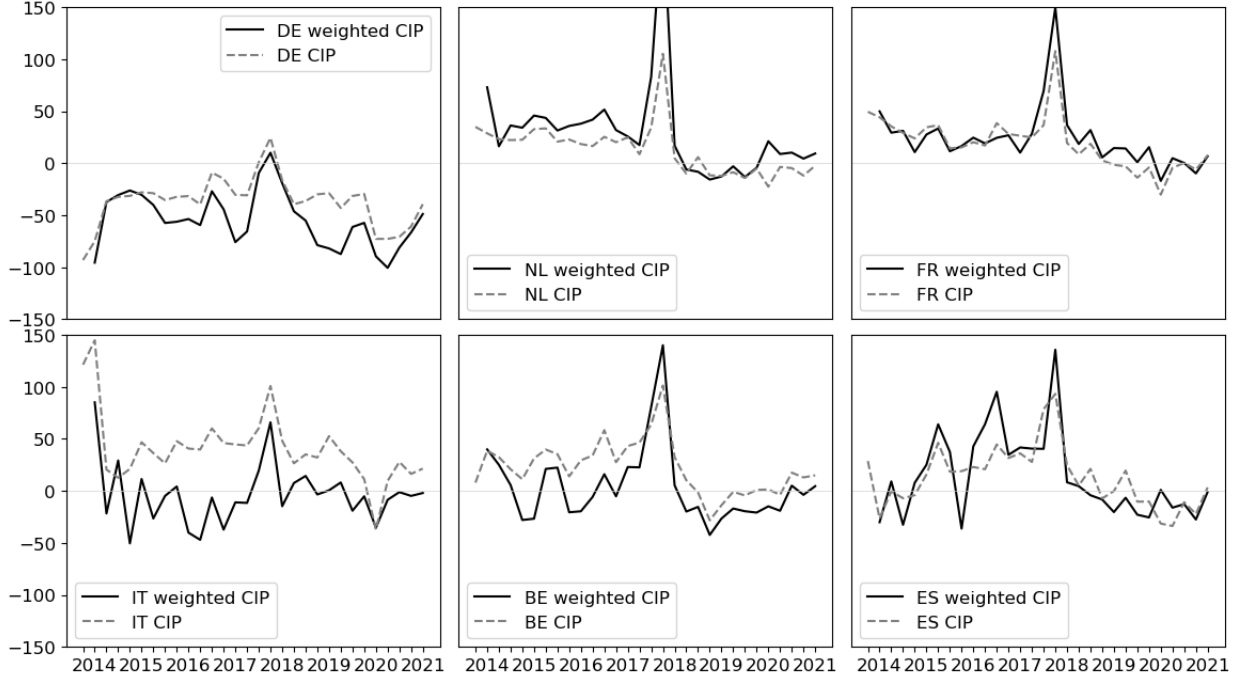 150
100
50
0
−50
−100
−150
DE weighted CIP
DE CIP
NL weighted CIP
NL CIP
FR weighted CIP
FR CIP
150
100
50
0
−50
−100
−150
IT weighted CIP
IT CIP
BE weighted CIP
BE CIP
ES weighted CIP
ES CIP
2014 2015 2016 2017 2018 2019 2020 2021
2014 2015 2016 2017 2018 2019 2020 2021
2014 2015 2016 2017 2018 2019 2020 2021